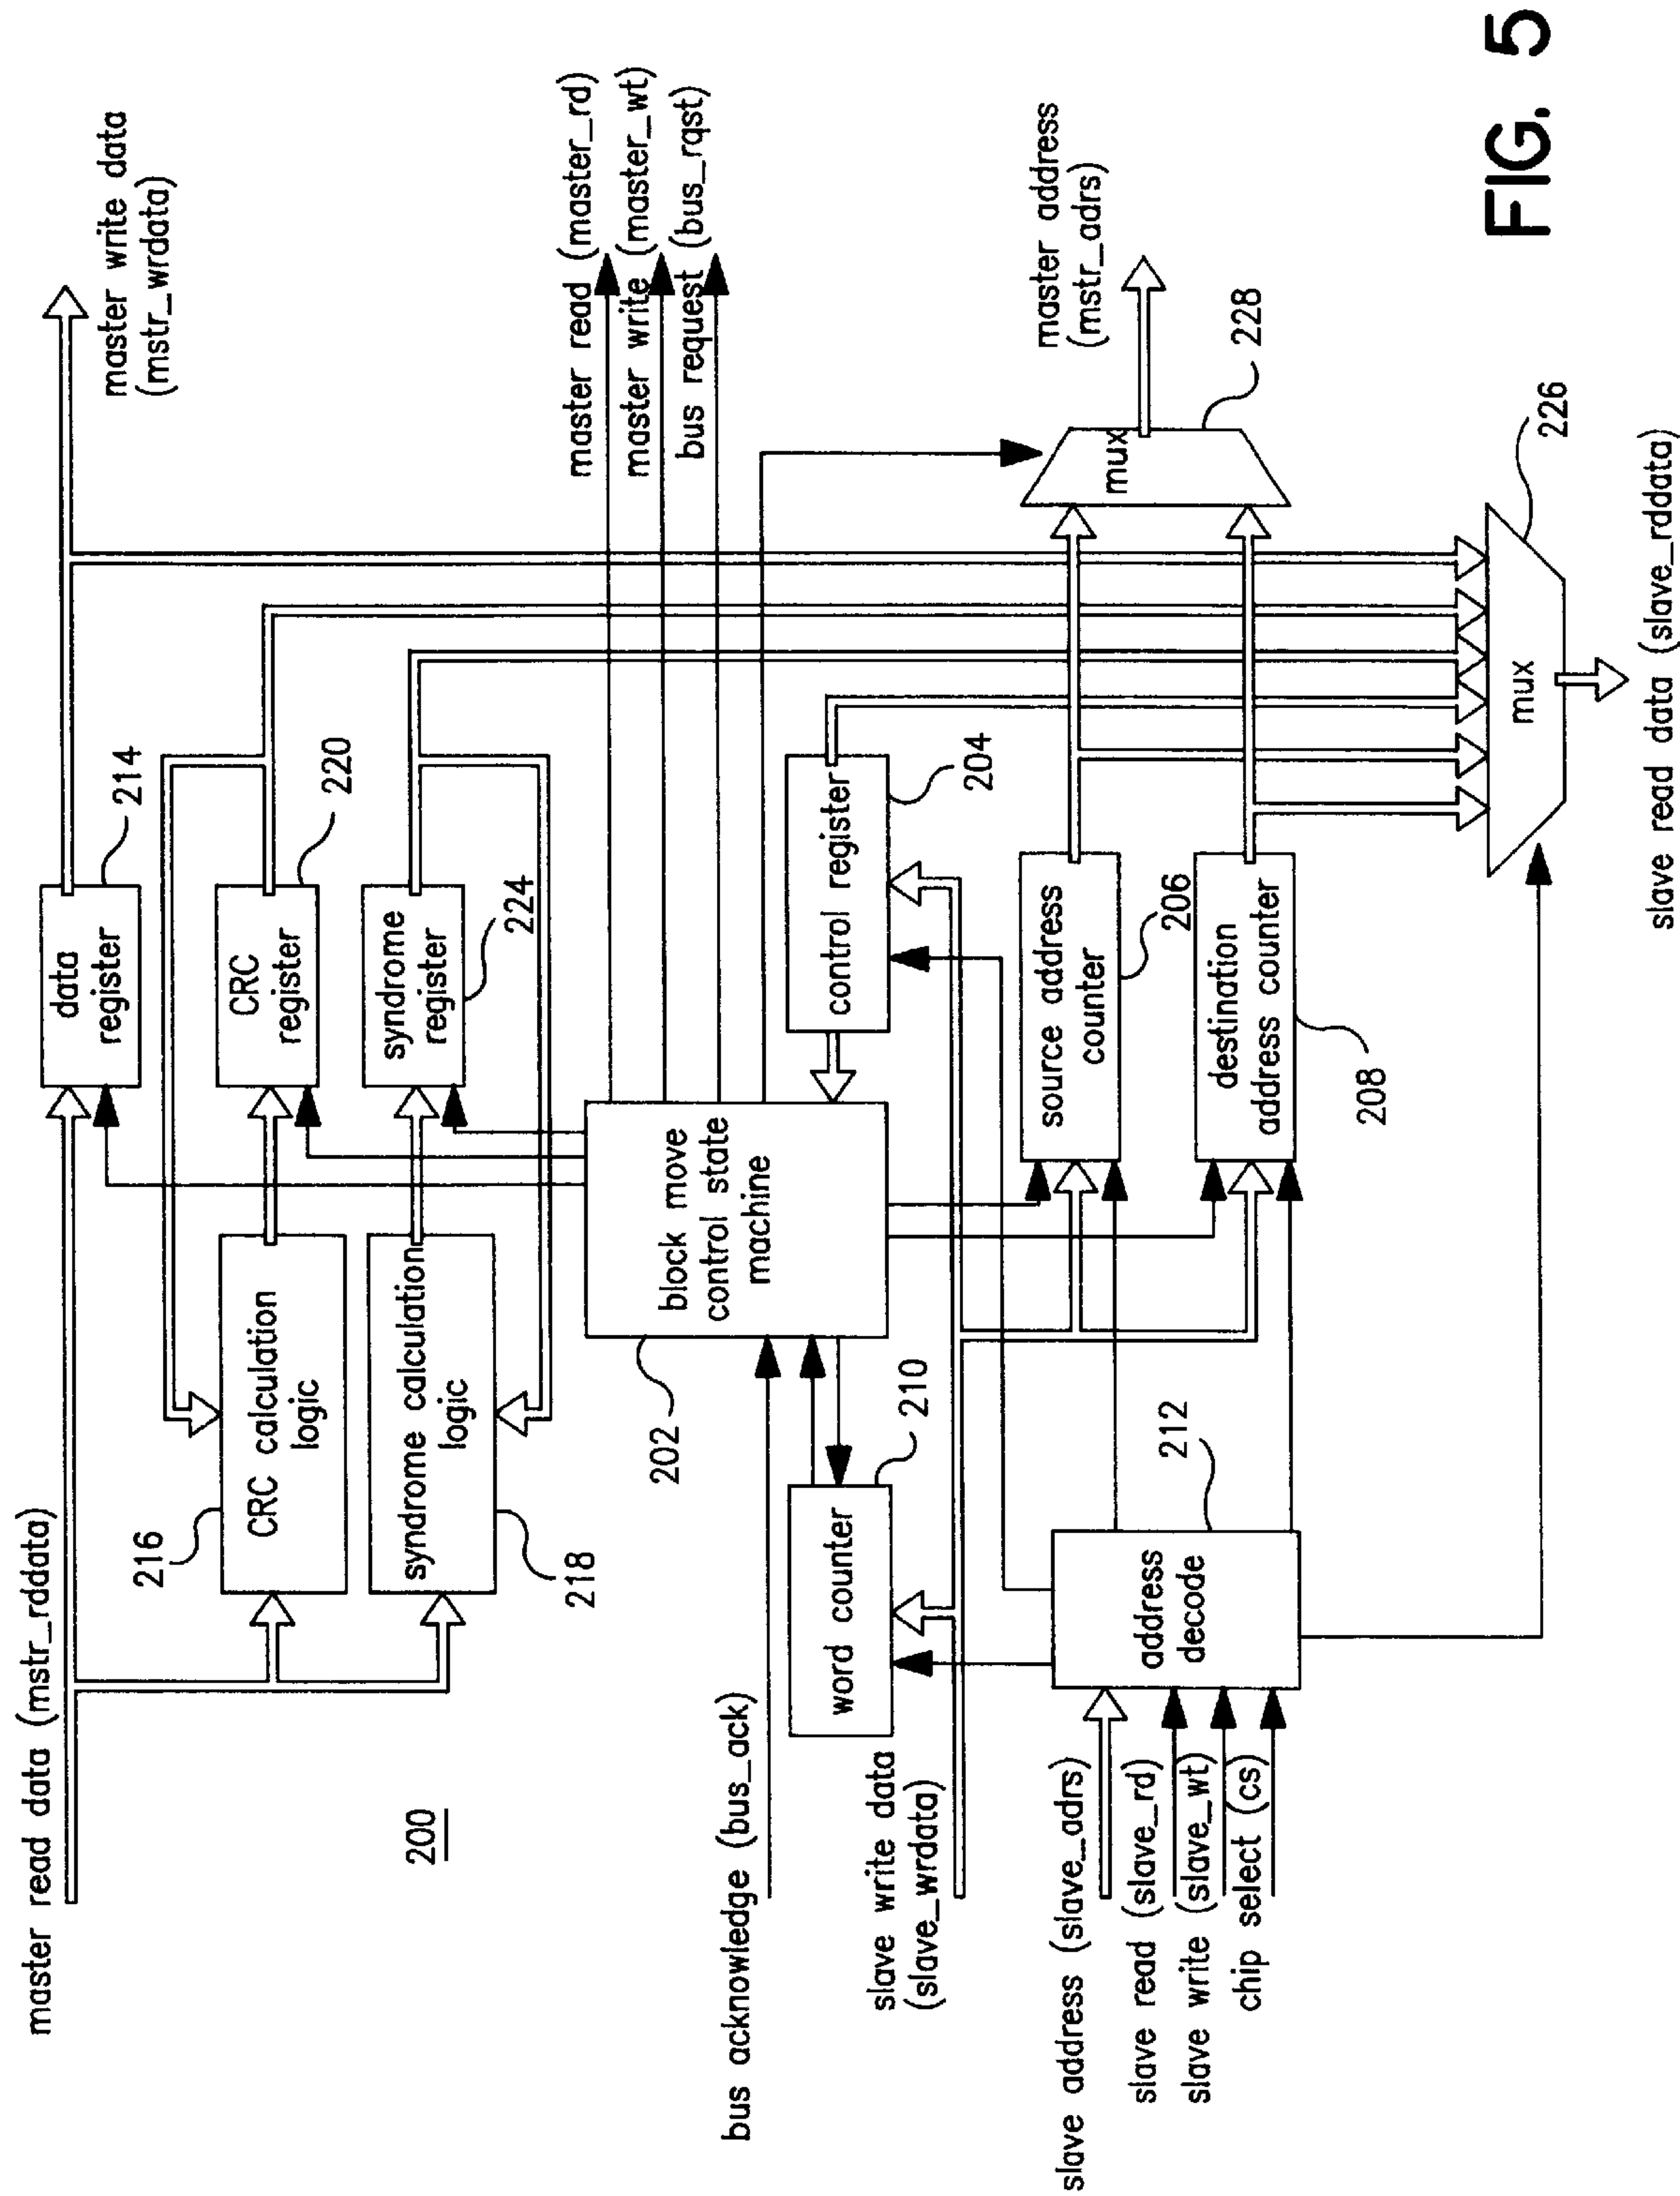 master read data (mstr_rddata)
200
216
CRC calculation
logic
syndrome calculation
logic
218
data
register
214
CRC
register
220
syndrome
register
224
master write data
(mstr_wrdata)
master read (master_rd)
master write (master_wt)
bus request (bus_rqst)
bus acknowledge (bus_ack)
202
block move
control state
machine
word counter
210
control register
204
slave write data
(slave_wrdata)
source address
counter
206
destination
address counter
208
mux
228
master address
(mstr_adrs)
slave address (slave_adrs)
slave read (slave_rd)
slave write (slave_wt)
chip select (cs)
address
decode
212
mux
226
slave read data (slave_rddata)
FIG. 5